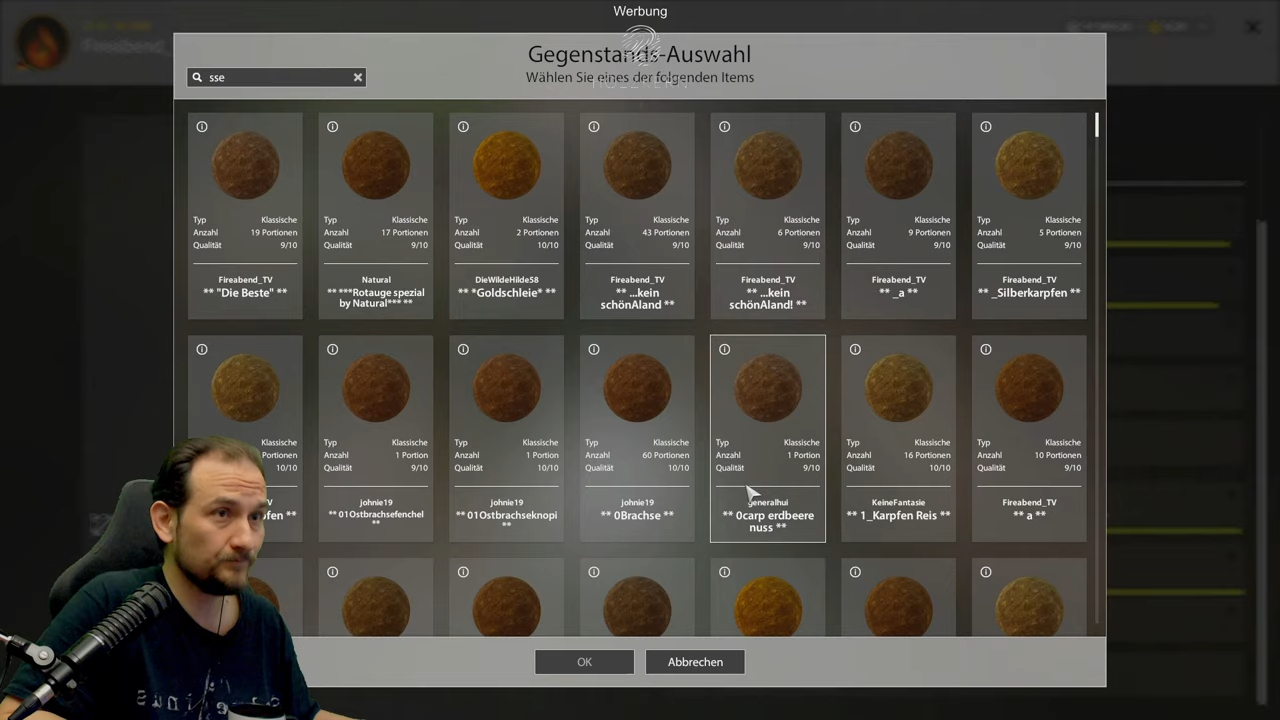 Werbung
Gegenstands-Auswahl
sse
Wählen Sie eines der folgenden Items
Typ Klassische
Anzahl 19 Portionen
Qualität 9/10
Fireabend_TV
** "Die Beste" **
Typ Klassische
Anzahl 17 Portionen
Qualität 9/10
Natural
** ***Rotauge spezial
by Natural*** **
Typ Klassische
Anzahl 2 Portionen
Qualität 10/10
DieWildeHilde58
** *Goldschleie* **
Typ Klassische
Anzahl 43 Portionen
Qualität 9/10
Fireabend_TV
** ...kein
schönAland **
Typ Klassische
Anzahl 6 Portionen
Qualität 9/10
Fireabend_TV
** ...kein
schönAland! **
Typ Klassische
Anzahl 9 Portionen
Qualität 9/10
Fireabend_TV
** _a **
Typ Klassische
Anzahl 5 Portionen
Qualität 9/10
Fireabend_TV
** _Silberkarpfen **
Typ Klassische
Portionen
10/10
Typ Klassische
Anzahl 1 Portion
Qualität 9/10
johnie19
** 01Ostbrachsefenchel
**
Typ Klassische
Anzahl 1 Portion
Qualität 10/10
johnie19
** 01Ostbrachseknopi
**
Typ Klassische
Anzahl 60 Portionen
Qualität 10/10
johnie19
** 0Brachse **
Typ Klassische
Anzahl 1 Portion
Qualität 9/10
generalhui
** 0carp erdbeere
nuss **
Typ Klassische
Anzahl 16 Portionen
Qualität 10/10
KeineFantasie
** 1_Karpfen Reis **
Typ Klassische
Anzahl 10 Portionen
Qualität 9/10
Fireabend_TV
** a **
OK
Abbrechen